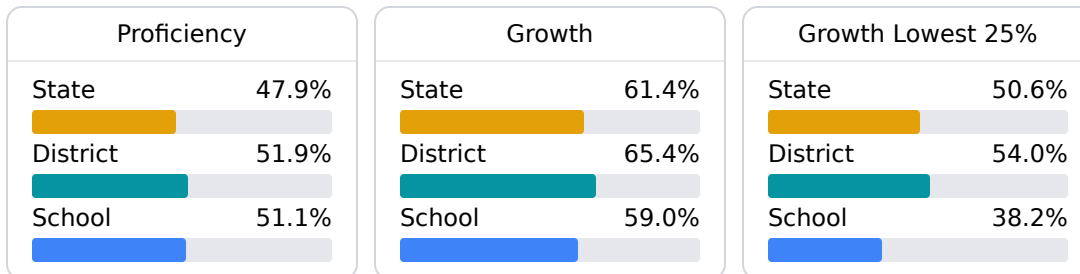 Proficiency
State 47.9%
District 51.9%
School 51.1%
Growth
State 61.4%
District 65.4%
School 59.0%
Growth Lowest 25%
State 50.6%
District 54.0%
School 38.2%